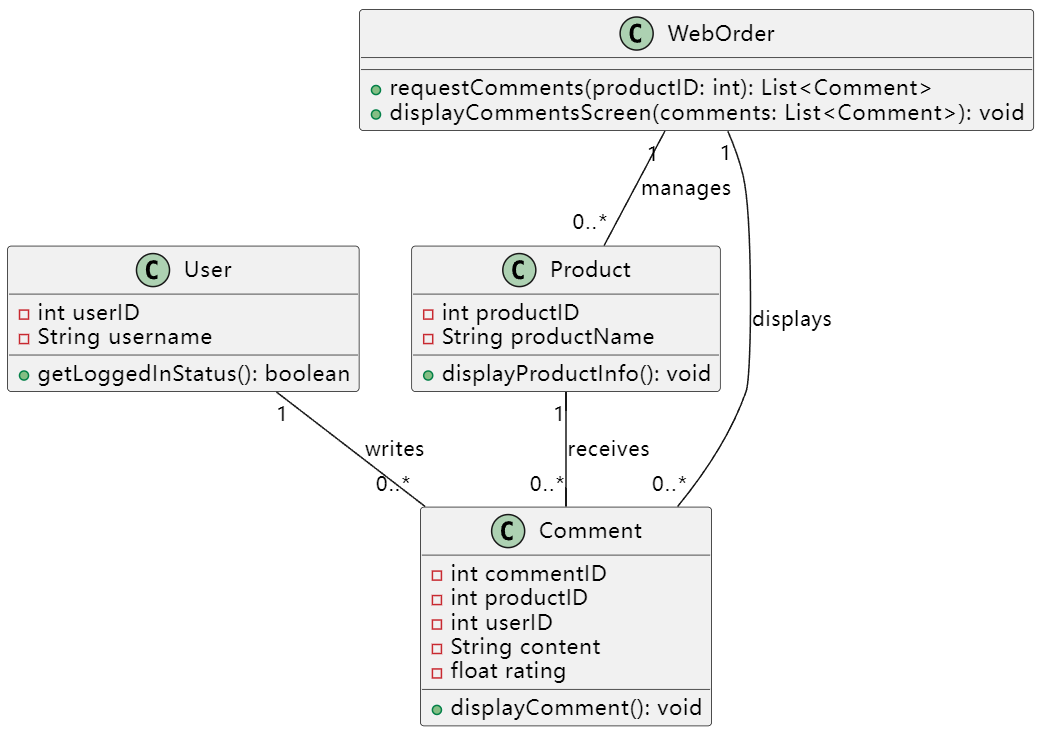 C WebOrder
requestComments(productID: int): List<Comment>
displayCommentsScreen(comments: List<Comment>): void
1
1
manages
0..*
C User
int userID
String username
getLoggedInStatus(): boolean
C Product
int productID
String productName
displayProductInfo(): void
displays
1
1
writes
receives
0..*
0..*
0..*
C Comment
int commentID
int productID
int userID
String content
float rating
displayComment(): void